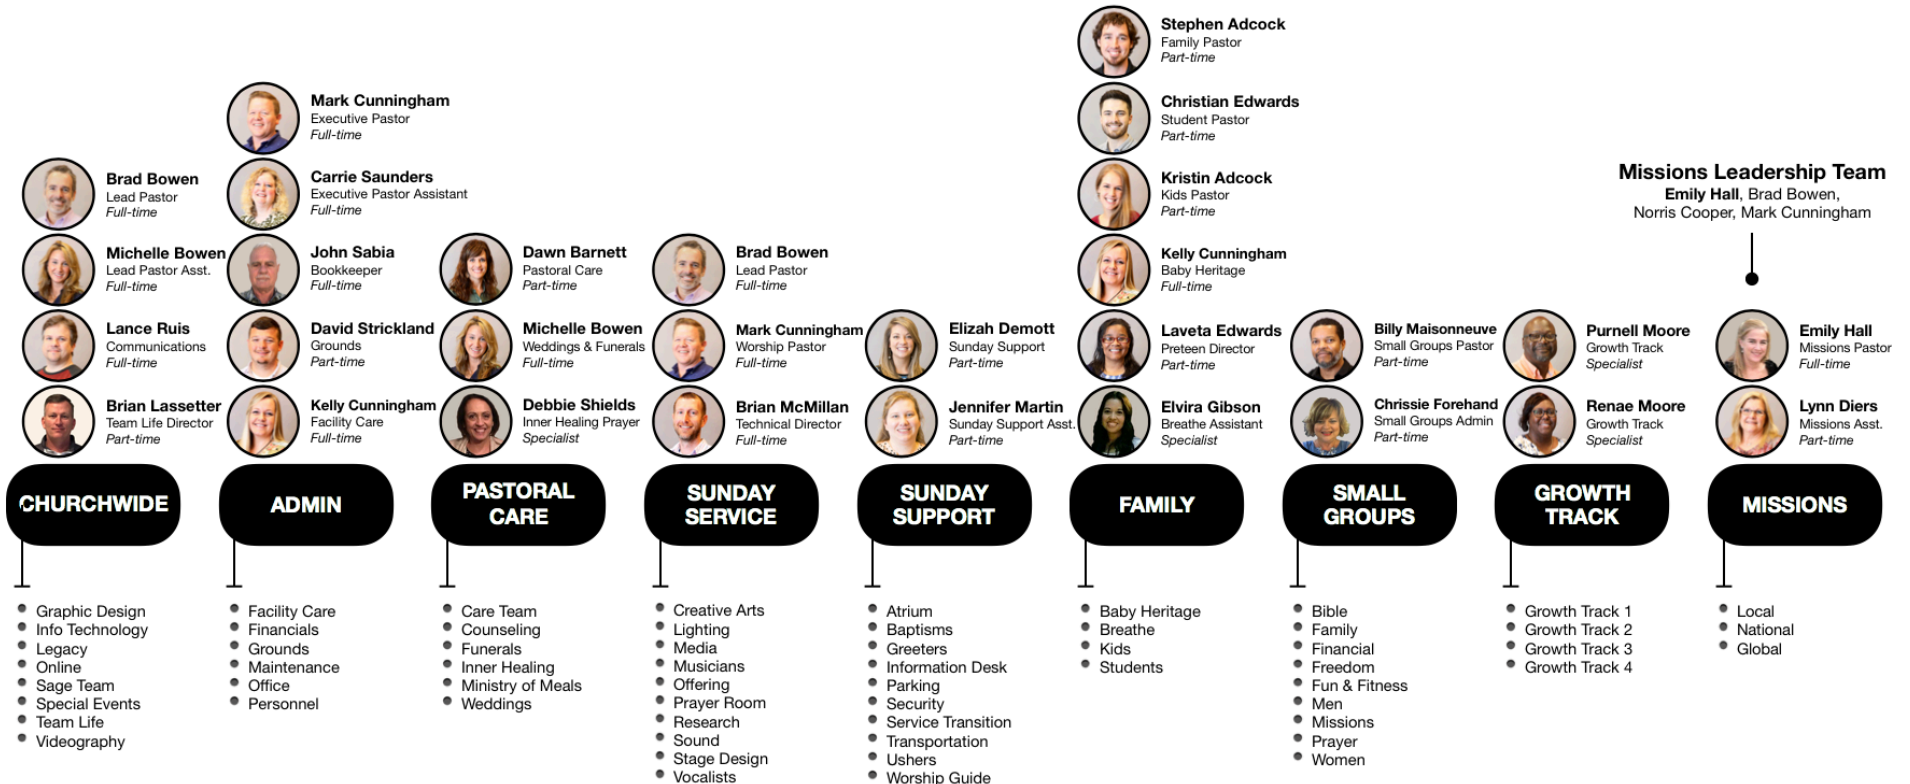 Brad Bowen
Lead Pastor
Full-time
Michelle Bowen
Lead Pastor Asst.
Full-time
Lance Ruis
Communications
Full-time
Brian Lassetter
Team Life Director
Part-time
CHURCHWIDE
Graphic Design
Info Technology
Legacy
Online
Sage Team
Special Events
Team Life
Videography
Mark Cunningham
Executive Pastor
Full-time
Carrie Saunders
Executive Pastor Assistant
Full-time
John Sabia
Bookkeeper
Full-time
David Strickland
Grounds
Part-time
Kelly Cunningham
Facility Care
Full-time
ADMIN
Facility Care
Financials
Grounds
Maintenance
Office
Personnel
Dawn Barnett
Pastoral Care
Part-time
Michelle Bowen
Weddings & Funerals
Full-time
Debbie Shields
Inner Healing Prayer
Specialist
PASTORAL
CARE
Care Team
Counseling
Funerals
Inner Healing
Ministry of Meals
Weddings
Brad Bowen
Lead Pastor
Full-time
Mark Cunningham
Worship Pastor
Full-time
Brian McMillan
Technical Director
Full-time
SUNDAY
SERVICE
Creative Arts
Lighting
Media
Musicians
Offering
Prayer Room
Research
Sound
Stage Design
Vocalists
Elizah Demott
Sunday Support
Part-time
Jennifer Martin
Sunday Support Asst.
Part-time
SUNDAY
SUPPORT
Atrium
Baptisms
Greeters
Information Desk
Parking
Security
Service Transition
Transportation
Ushers
Worship Guide
Stephen Adcock
Family Pastor
Part-time
Christian Edwards
Student Pastor
Part-time
Kristin Adcock
Kids Pastor
Part-time
Kelly Cunningham
Baby Heritage
Full-time
Laveta Edwards
Preteen Director
Part-time
Elvira Gibson
Breathe Assistant
Specialist
FAMILY
Baby Heritage
Breathe
Kids
Students
Billy Maisonneuve
Small Groups Pastor
Part-time
Chrissie Forehand
Small Groups Admin
Part-time
SMALL
GROUPS
Bible
Family
Financial
Freedom
Fun & Fitness
Men
Missions
Prayer
Women
Purnell Moore
Growth Track
Specialist
Renae Moore
Growth Track
Specialist
GROWTH
TRACK
Growth Track 1
Growth Track 2
Growth Track 3
Growth Track 4
Missions Leadership Team
Emily Hall, Brad Bowen,
Norris Cooper, Mark Cunningham
Emily Hall
Missions Pastor
Full-time
Lynn Diers
Missions Asst.
Part-time
MISSIONS
Local
National
Global